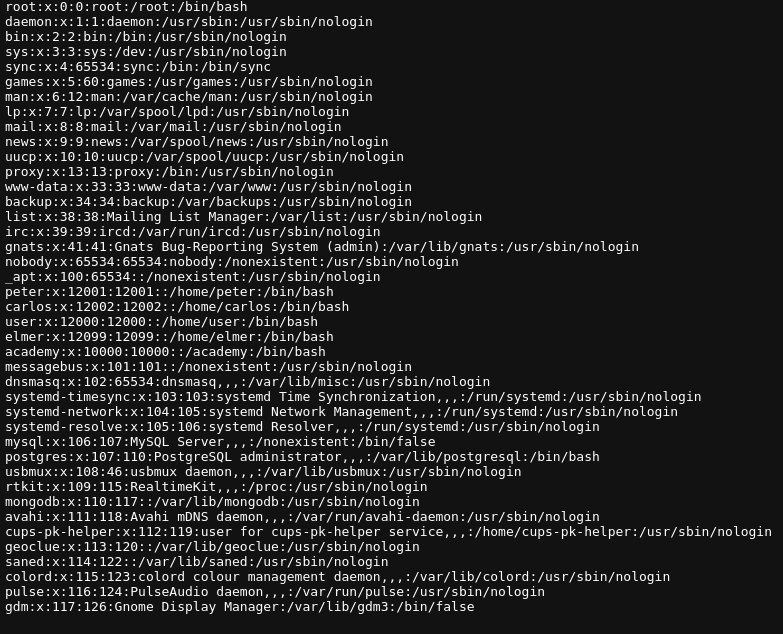 root:x:0:0:root:/root:/bin/bash
daemon:x:1:1:daemon:/usr/sbin:/usr/sbin/nologin
bin:x:2:2:bin:/bin:/usr/sbin/nologin
sys:x:3:3:sys:/dev:/usr/sbin/nologin
sync:x:4:65534:sync:/bin:/bin/sync
games:x:5:60:games:/usr/games:/usr/sbin/nologin
man:x:6:12:man:/var/cache/man:/usr/sbin/nologin
lp:x:7:7:lp:/var/spool/lpd:/usr/sbin/nologin
mail:x:8:8:mail:/var/mail:/usr/sbin/nologin
news:x:9:9:news:/var/spool/news:/usr/sbin/nologin
uucp:x:10:10:uucp:/var/spool/uucp:/usr/sbin/nologin
proxy:x:13:13:proxy:/bin:/usr/sbin/nologin
www-data:x:33:33:www-data:/var/www:/usr/sbin/nologin
backup:x:34:34:backup:/var/backups:/usr/sbin/nologin
list:x:38:38:Mailing List Manager:/var/list:/usr/sbin/nologin
irc:x:39:39:ircd:/var/run/ircd:/usr/sbin/nologin
gnats:x:41:41:Gnats Bug-Reporting System (admin):/var/lib/gnats:/usr/sbin/nologin
nobody:x:65534:65534:nobody:/nonexistent:/usr/sbin/nologin
_apt:x:100:65534::/nonexistent:/usr/sbin/nologin
peter:x:12001:12001::/home/peter:/bin/bash
carlos:x:12002:12002::/home/carlos:/bin/bash
user:x:12000:12000::/home/user:/bin/bash
elmer:x:12099:12099::/home/elmer:/bin/bash
academy:x:10000:10000::/academy:/bin/bash
messagebus:x:101:101::/nonexistent:/usr/sbin/nologin
dnsmasq:x:102:65534:dnsmasq,,,:/var/lib/misc:/usr/sbin/nologin
systemd-timesync:x:103:103:systemd Time Synchronization,,,:/run/systemd:/usr/sbin/nologin
systemd-network:x:104:105:systemd Network Management,,,:/run/systemd:/usr/sbin/nologin
systemd-resolve:x:105:106:systemd Resolver,,,:/run/systemd:/usr/sbin/nologin
mysql:x:106:107:MySQL Server,,,:/nonexistent:/bin/false
postgres:x:107:110:PostgreSQL administrator,,,:/var/lib/postgresql:/bin/bash
usbmux:x:108:46:usbmux daemon,,,:/var/lib/usbmux:/usr/sbin/nologin
rtkit:x:109:115:RealtimeKit,,,:/proc:/usr/sbin/nologin
mongodb:x:110:117::/var/lib/mongodb:/usr/sbin/nologin
avahi:x:111:118:Avahi mDNS daemon,,,:/var/run/avahi-daemon:/usr/sbin/nologin
cups-pk-helper:x:112:119:user for cups-pk-helper service,,,:/home/cups-pk-helper:/usr/sbin/nologin
geoclue:x:113:120::/var/lib/geoclue:/usr/sbin/nologin
saned:x:114:122::/var/lib/saned:/usr/sbin/nologin
colord:x:115:123:colord colour management daemon,,,:/var/lib/colord:/usr/sbin/nologin
pulse:x:116:124:PulseAudio daemon,,,:/var/run/pulse:/usr/sbin/nologin
gdm:x:117:126:Gnome Display Manager:/var/lib/gdm3:/bin/false